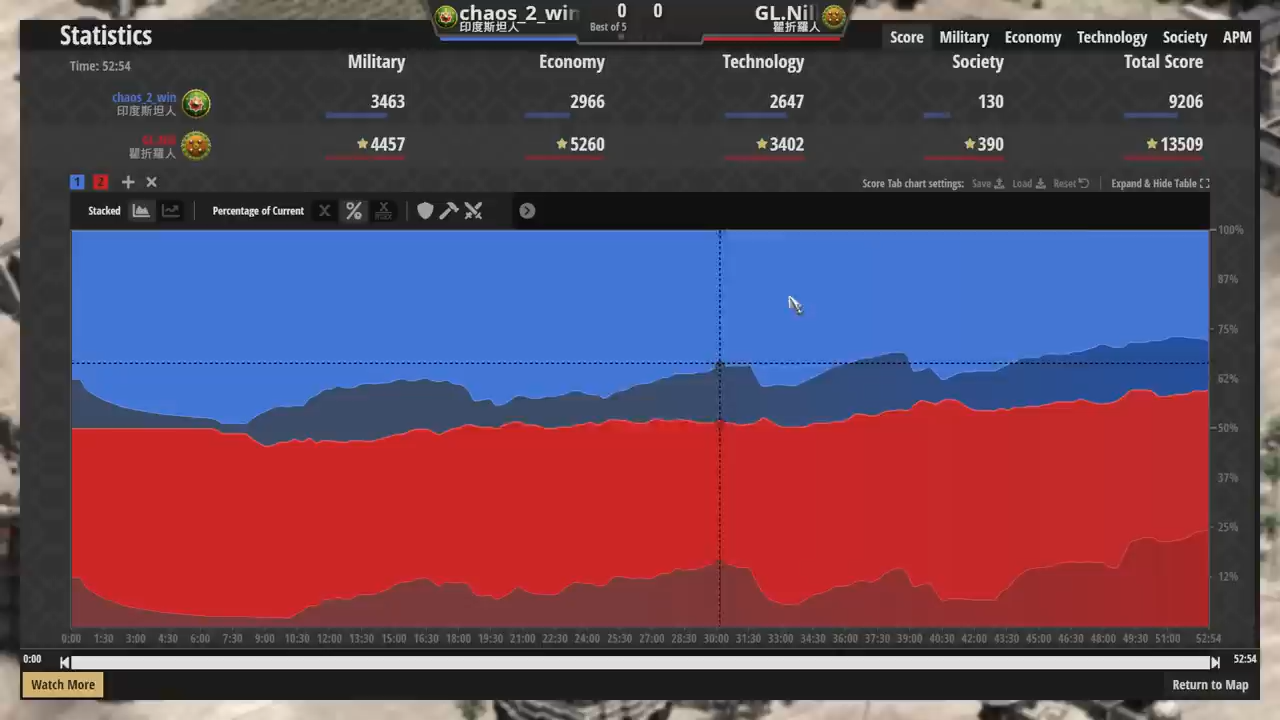 chaos_2_win 0 0 GL.Nil
印度斯坦人 Best of 5 瞿折羅人
Statistics
Score Military Economy Technology Society APM
Time: 52:54 Military Economy Technology Society Total Score
chaos_2_win 3463 2966 2647 130 9206
印度斯坦人
GL.Nill 4457 5260 3402 390 13509
瞿折羅人
1 2
Score Tab chart settings: Save Load Reset Expand & Hide Table
Stacked Percentage of Current X % X max
100%
87%
75%
62%
50%
37%
25%
12%
0:00 1:30 3:00 4:30 6:00 7:30 9:00 10:30 12:00 13:30 15:00 16:30 18:00 19:30 21:00 22:30 24:00 25:30 27:00 28:30 30:00 31:30 33:00 34:30 36:00 37:30 39:00 40:30 42:00 43:30 45:00 46:30 48:00 49:30 51:00 52:54
0:00 52:54
Watch More Return to Map